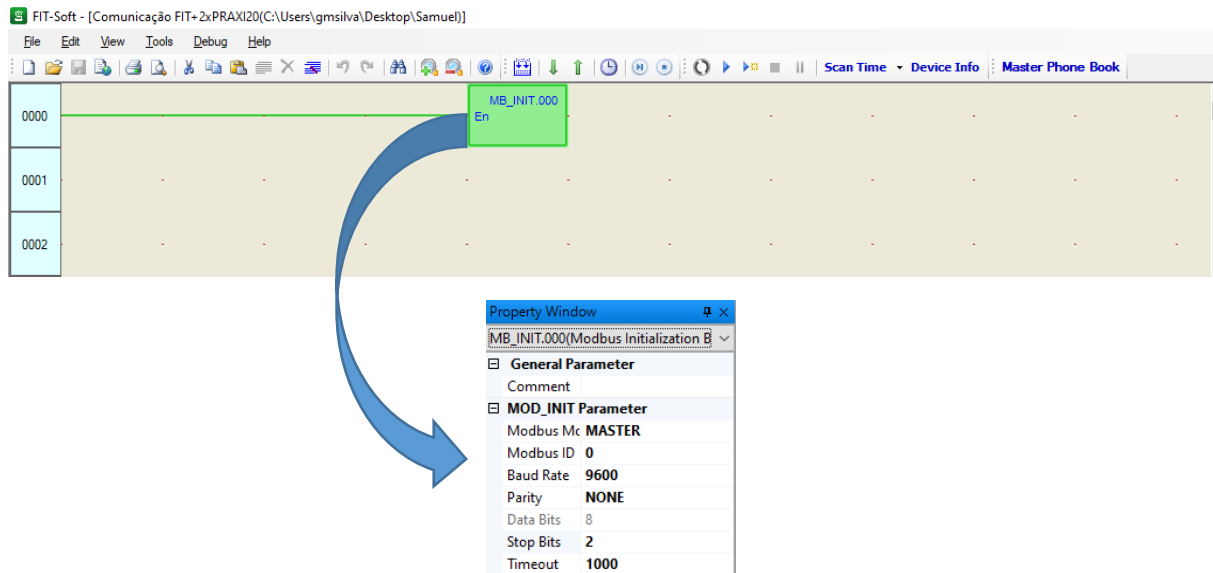 FIT-Soft - [Comunicação FIT+2xPRAXI20(C:\Users\gmsilva\Desktop\Samuel)]
File Edit View Tools Debug Help
Scan Time Device Info Master Phone Book
MB_INIT.000
0000 En
0001
0002
Property Window
MB_INIT.000(Modbus Initialization B
General Parameter
Comment
MOD_INIT Parameter
Modbus Mc MASTER
Modbus ID 0
Baud Rate 9600
Parity NONE
Data Bits 8
Stop Bits 2
Timeout 1000